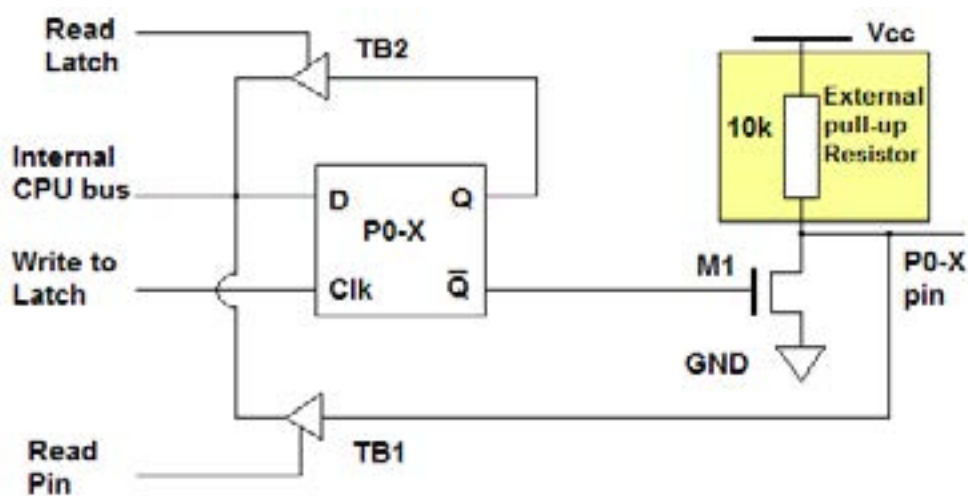 Read
Latch
TB2
Vcc
External
pull-up
Resistor
10k
Internal
CPU bus
D
Q
P0-X
Write to
Latch
Clk
Q̅
M1
P0-X
pin
GND
TB1
Read
Pin